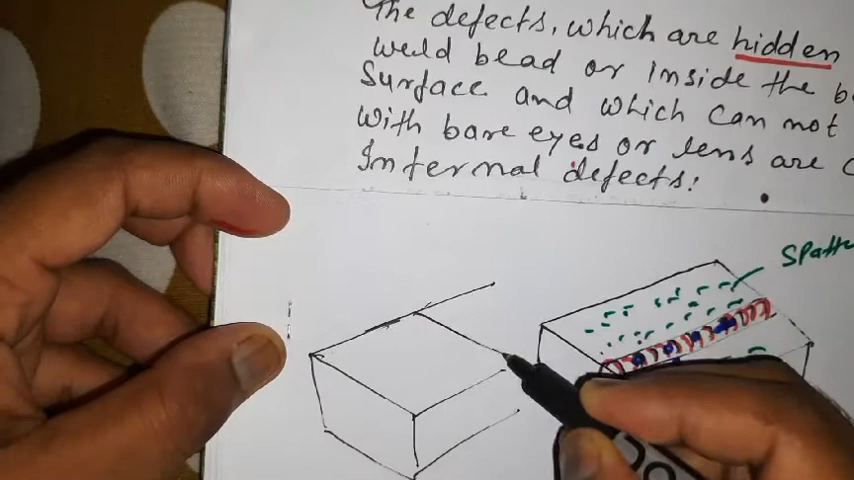 The defects, which are hidden
weld bead or inside the
Surface and which can not
with bare eyes or lens are
Internal defects.